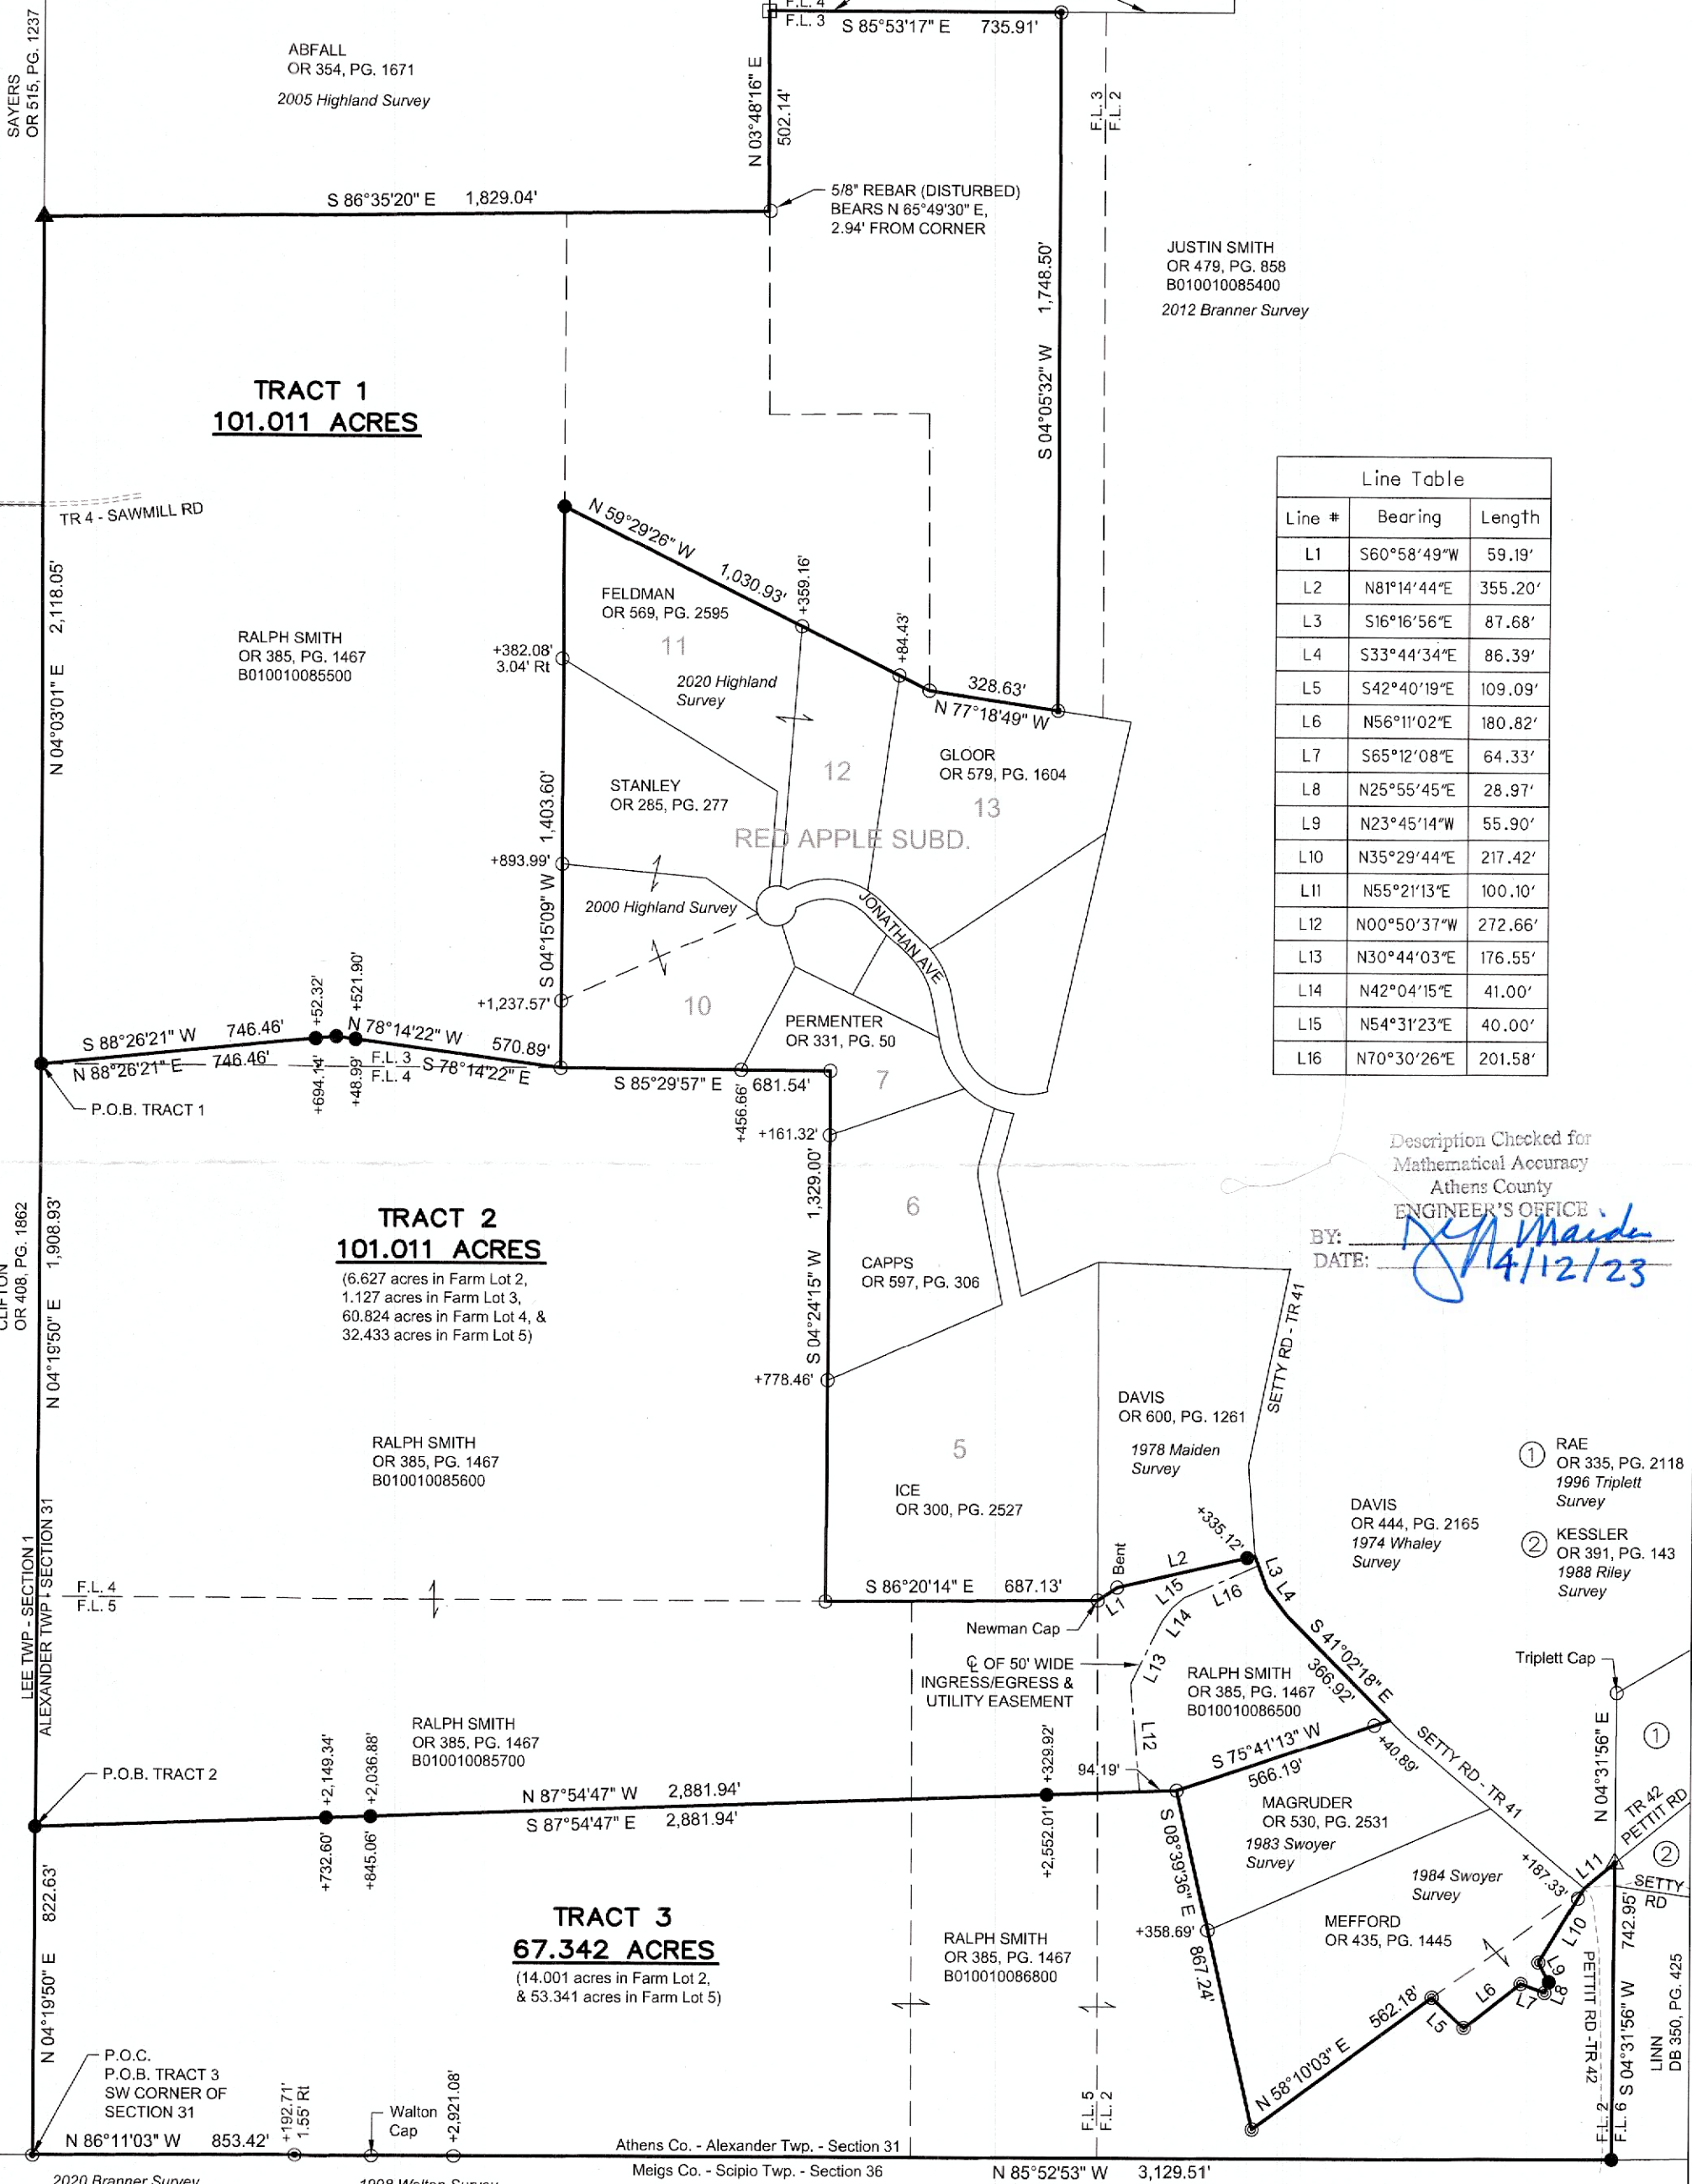 SAYERS
OR 515, PG. 1237
ABFALL
OR 354, PG. 1671
2005 Highland Survey
F.L. 4
F.L. 3
S 85°53'17" E 735.91'
N 03°48'16" E
502.14'
F.L. 3
F.L. 2
S 86°35'20" E 1,829.04'
5/8" REBAR (DISTURBED)
BEARS N 65°49'30" E,
2.94' FROM CORNER
S 04°05'32" W 1,748.50'
JUSTIN SMITH
OR 479, PG. 858
B010010085400
2012 Branner Survey
TRACT 1
101.011 ACRES
TR 4 - SAWMILL RD
N 04°03'01" E 2,118.05'
RALPH SMITH
OR 385, PG. 1467
B010010085500
N 59°29'26" W
1,030.93'
+359.16'
+84.43'
328.63'
N 77°18'49" W
FELDMAN
OR 569, PG. 2595
11
+382.08'
3.04' Rt
2020 Highland
Survey
STANLEY
OR 285, PG. 277
12
GLOOR
OR 579, PG. 1604
13
RED APPLE SUBD.
S 04°15'09" W 1,403.60'
+893.99'
2000 Highland Survey
JONATHAN AVE
+1,237.57'
10
PERMENTER
OR 331, PG. 50
7
Line Table
Line # Bearing Length
L1 S60°58'49"W 59.19'
L2 N81°14'44"E 355.20'
L3 S16°16'56"E 87.68'
L4 S33°44'34"E 86.39'
L5 S42°40'19"E 109.09'
L6 N56°11'02"E 180.82'
L7 S65°12'08"E 64.33'
L8 N25°55'45"E 28.97'
L9 N23°45'14"W 55.90'
L10 N35°29'44"E 217.42'
L11 N55°21'13"E 100.10'
L12 N00°50'37"W 272.66'
L13 N30°44'03"E 176.55'
L14 N42°04'15"E 41.00'
L15 N54°31'23"E 40.00'
L16 N70°30'26"E 201.58'
S 88°26'21" W 746.46'
+52.32'
+521.90'
N 78°14'22" W 570.89'
N 88°26'21" E 746.46'
+694.14'
+48.99'
F.L. 3
F.L. 4
S 78°14'22" E
P.O.B. TRACT 1
S 85°29'57" E 681.54'
+456.66'
+161.32'
Description Checked for
Mathematical Accuracy
Athens County
ENGINEER'S OFFICE
BY: Jeff Maiden
DATE: 4/12/23
CLIFTON
OR 408, PG. 1862
N 04°19'50" E 1,908.93'
TRACT 2
101.011 ACRES
(6.627 acres in Farm Lot 2,
1.127 acres in Farm Lot 3,
60.824 acres in Farm Lot 4, &
32.433 acres in Farm Lot 5)
S 04°24'15" W 1,329.00'
6
CAPPS
OR 597, PG. 306
+778.46'
SETTY RD - TR 41
RALPH SMITH
OR 385, PG. 1467
B010010085600
5
ICE
OR 300, PG. 2527
DAVIS
OR 600, PG. 1261
1978 Maiden
Survey
DAVIS
OR 444, PG. 2165
1974 Whaley
Survey
1 RAE
OR 335, PG. 2118
1996 Triplett
Survey
2 KESSLER
OR 391, PG. 143
1988 Riley
Survey
LEE TWP - SECTION 1
ALEXANDER TWP - SECTION 31
F.L. 4
F.L. 5
S 86°20'14" E 687.13'
Newman Cap
L1
Bent
L2
+335.12'
L3
L4
L15
L16
L14
L13
L12
℄ OF 50' WIDE
INGRESS/EGRESS &
UTILITY EASEMENT
RALPH SMITH
OR 385, PG. 1467
B010010086500
S 41°02'18" E
366.92'
Triplett Cap
RALPH SMITH
OR 385, PG. 1467
B010010085700
P.O.B. TRACT 2
+2,149.34'
+2,036.88'
N 87°54'47" W 2,881.94'
S 87°54'47" E 2,881.94'
+329.92'
94.19'
+732.60'
+845.06'
+2,552.01'
S 75°41'13" W
566.19'
+40.89'
SETTY RD - TR 41
N 04°31'56" E
1
TR 42
PETTIT RD
2
MAGRUDER
OR 530, PG. 2531
1983 Swoyer
Survey
S 08°39'36" E 867.24'
+358.69'
1984 Swoyer
Survey
MEFFORD
OR 435, PG. 1445
+187.33'
L11
SETTY
RD
L10
L9
L8
L7
L6
L5
562.18'
N 58°10'03" E
PETTIT RD - TR 42
S 04°31'56" W 742.95'
F.L. 2
F.L. 6
LINN
DB 350, PG. 425
N 04°19'50" E 822.63'
TRACT 3
67.342 ACRES
(14.001 acres in Farm Lot 2,
& 53.341 acres in Farm Lot 5)
RALPH SMITH
OR 385, PG. 1467
B010010086800
P.O.C.
P.O.B. TRACT 3
SW CORNER OF
SECTION 31
+192.71'
1.55' Rt
Walton
Cap
+2,921.08'
F.L. 5
F.L. 2
N 86°11'03" W 853.42'
Athens Co. - Alexander Twp. - Section 31
Meigs Co. - Scipio Twp. - Section 36
N 85°52'53" W 3,129.51'
2020 Branner Survey
1998 Walton Survey